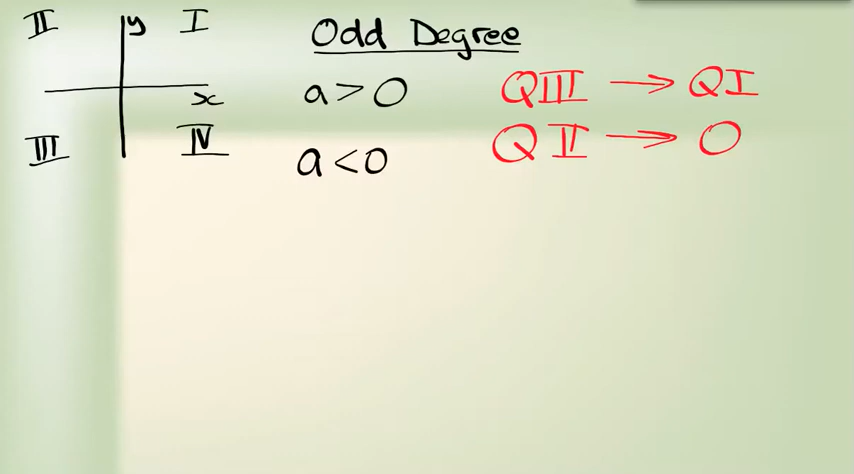 II y I
x
III IV
Odd Degree
a > 0 QIII → QI
a < 0 QII → O